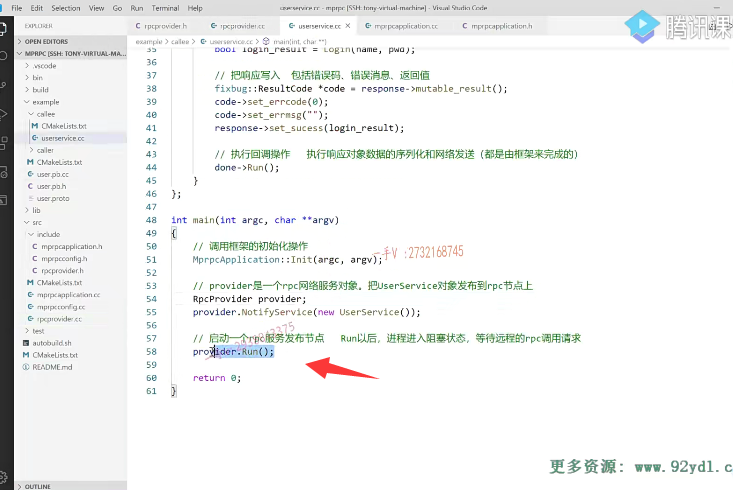 File Edit Selection View Go Run Terminal Help
userservice.cc - MPRPC [SSH: tony-virtual-machine] - Visual Studio Code
EXPLORER
rpcprovider.h rpcprovider.cc userservice.cc mprpcapplication.cc mprpcapplication.h
腾讯课
OPEN EDITORS
example > callee > userservice.cc > main(int, char **)
MPRPC [SSH: TONY-VIRTUAL-MA...
.vscode
bin
build
example
callee
CMakeLists.txt
userservice.cc
caller
CMakeLists.txt
user.pb.cc
user.pb.h
user.proto
lib
src
include
mprpcapplication.h
mprpcconfig.h
rpcprovider.h
CMakeLists.txt
mprpcapplication.cc
mprpcconfig.cc
rpcprovider.cc
test
autobuild.sh
CMakeLists.txt
README.md
OUTLINE
35 bool login_result = Login(name, pwd);
36
37 // 把响应写入 包括错误码、错误消息、返回值
38 fixbug::ResultCode *code = response->mutable_result();
39 code->set_errcode(0);
40 code->set_errmsg("");
41 response->set_sucess(login_result);
42
43 // 执行回调操作 执行响应对象数据的序列化和网络发送（都是由框架来完成的）
44 done->Run();
45 }
46 };
47
48 int main(int argc, char **argv)
49 {
50 // 调用框架的初始化操作
51 MprpcApplication::Init(argc, argv);
一手V :2732168745
52
53 // provider是一个rpc网络服务对象。把UserService对象发布到rpc节点上
54 RpcProvider provider;
55 provider.NotifyService(new UserService());
56
57 // 启动一个rpc服务发布节点 Run以后，进程进入阻塞状态，等待远程的rpc调用请求
58 provider.Run();
59
60 return 0;
61 }
更多资源: www.92ydl.c